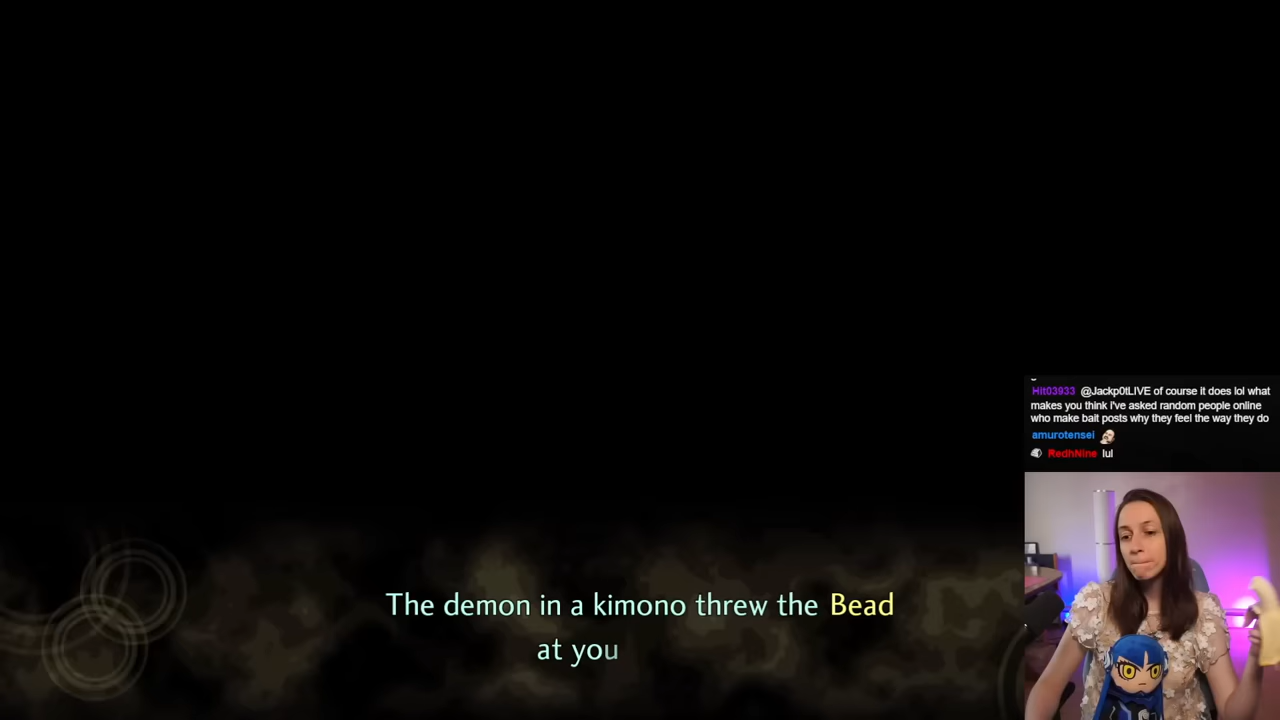 Hit03933 @Jackp0tLIVE of course it does lol what
makes you think I've asked random people online
who make bait posts why they feel the way they do
amurotensei
RedhNine lul
The demon in a kimono threw the Bead
at you